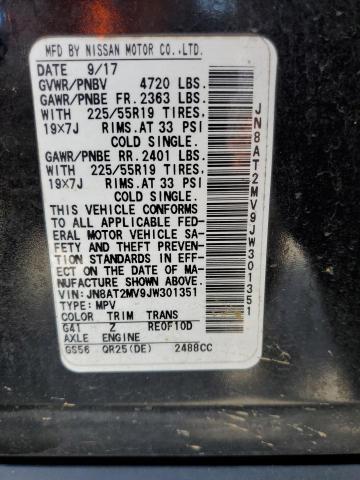 MFD BY NISSAN MOTOR CO.,LTD.
DATE 9/17
GVWR/PNBV 4720 LBS.
GAWR/PNBE FR. 2363 LBS.
WITH 225/55R19 TIRES.
19X7J RIMS.AT 33 PSI
COLD SINGLE.
GAWR/PNBE RR. 2401 LBS.
WITH 225/55R19 TIRES.
19X7J RIMS.AT 33 PSI
COLD SINGLE.
THIS VEHICLE CONFORMS
TO ALL APPLICABLE FED-
ERAL MOTOR VEHICLE SA-
FETY AND THEFT PREVENTION
STANDARDS IN EFF-
ECT ON THE DATE OF MA-
NUFACTURE SHOWN ABOVE.
VIN:JN8AT2MV9JW301351
TYPE:MPV
COLOR TRIM TRANS
G41 Z RE0F10D
AXLE ENGINE
GS56 QR25(DE) 2488CC
JN8AT2MV9JW301351